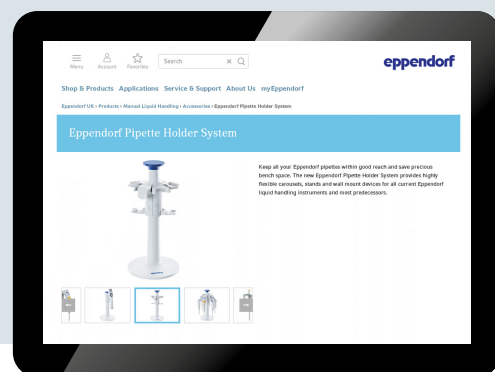 eppendorf
Menu
Account
Favorites
Search
Shop & Products Applications Service & Support About Us myEppendorf
Eppendorf UK › Products › Manual Liquid Handling › Accessories › Eppendorf Pipette Holder System
Eppendorf Pipette Holder System
Keep all your Eppendorf pipettes within good reach and save precious
bench space. The new Eppendorf Pipette Holder System provides highly
flexible carousels, stands and wall mount devices for all current Eppendorf
liquid handling instruments and most predecessors.